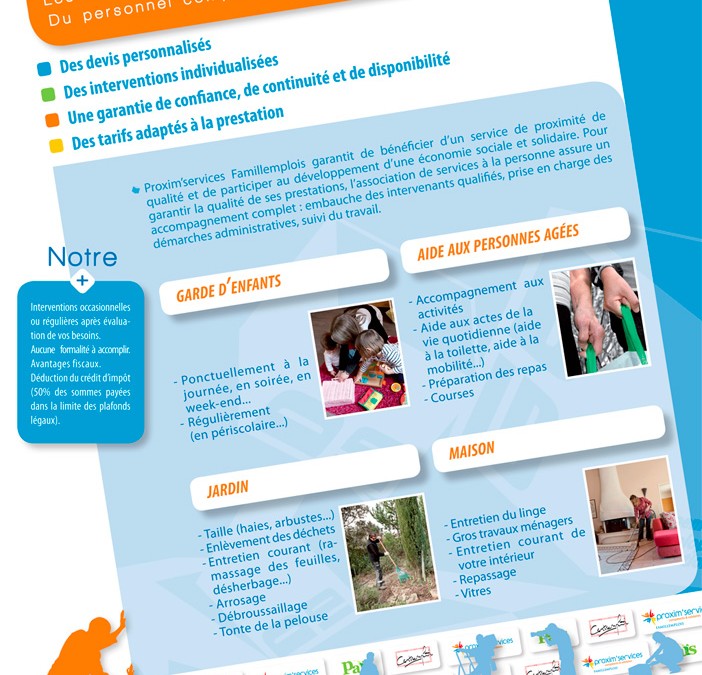 Du personnel
Des devis personnalisés
Des interventions individualisées
Une garantie de confiance, de continuité et de disponibilité
Des tarifs adaptés à la prestation
Proxim'services Famillemplois garantit de bénéficier d'un service de proximité de
qualité et de participer au développement d'une économie sociale et solidaire. Pour
garantir la qualité de ses prestations, l'association de services à la personne assure un
accompagnement complet : embauche des intervenants qualifiés, prise en charge des
démarches administratives, suivi du travail.
Notre
+
Interventions occasionnelles
ou régulières après évalua-
tion de vos besoins.
Aucune formalité à accomplir.
Avantages fiscaux.
Déduction du crédit d'impôt
(50% des sommes payées
dans la limite des plafonds
légaux).
GARDE D'ENFANTS
- Ponctuellement à la
journée, en soirée, en
week-end...
- Régulièrement
(en périscolaire...)
AIDE AUX PERSONNES AGÉES
- Accompagnement aux
activités
- Aide aux actes de la
vie quotidienne (aide
à la toilette, aide à la
mobilité...)
- Préparation des repas
- Courses
JARDIN
- Taille (haies, arbustes...)
- Enlèvement des déchets
- Entretien courant (ra-
massage des feuilles,
désherbage...)
- Arrosage
- Débroussaillage
- Tonte de la pelouse
MAISON
- Entretien du linge
- Gros travaux ménagers
- Entretien courant de
votre intérieur
- Repassage
- Vitres
proxim'services
proxim'services
proxim'services